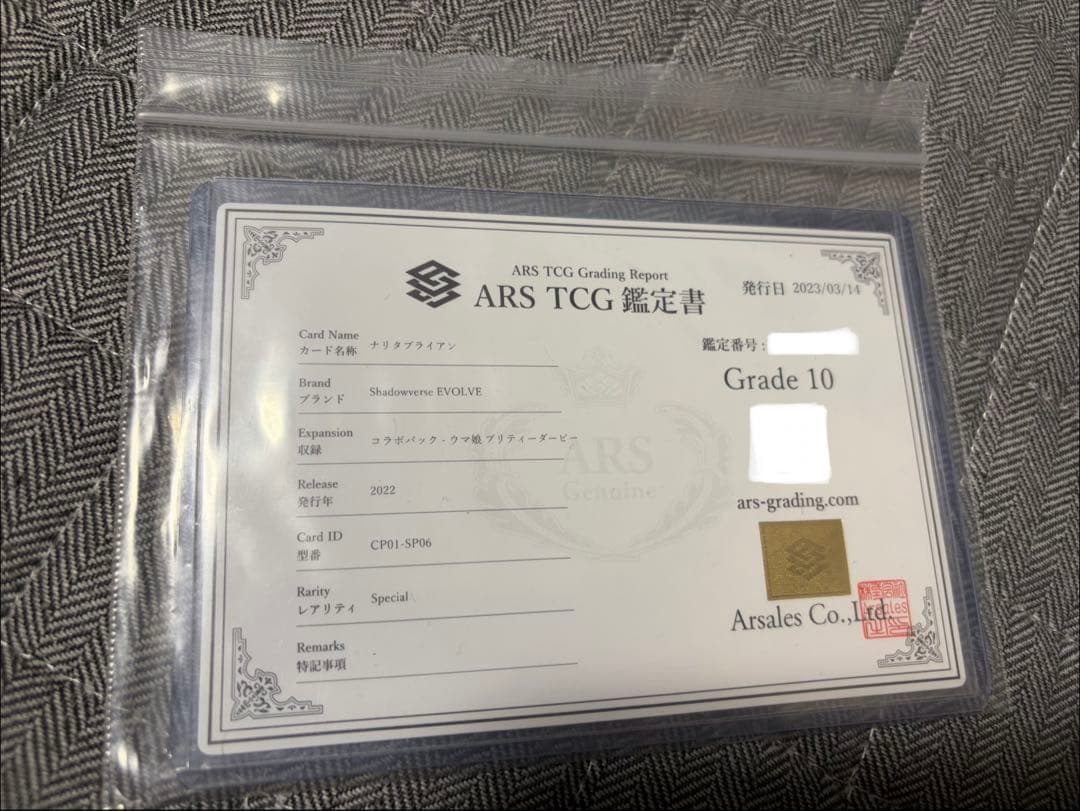 ARS TCG Grading Report
ARS TCG 鑑定書
発行日 2023/03/14
鑑定番号 :
Grade 10
Card Name
カード名称
ナリタブライアン
Brand
ブランド
Shadowverse EVOLVE
Expansion
収録
コラボパック - ウマ娘 プリティーダービー
Release
発行年
2022
Card ID
型番
CP01-SP06
Rarity
レアリティ
Special
Remarks
特記事項
ARS
Genuine
ars-grading.com
Arsales Co.,Ltd.